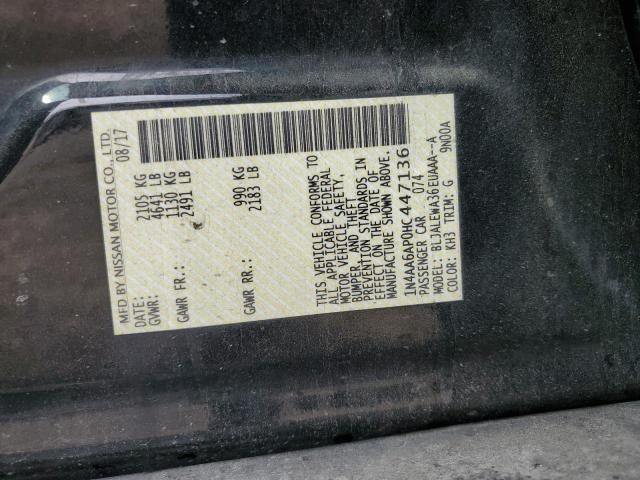 MFD BY NISSAN MOTOR CO., LTD.
DATE: 08/17
GVWR: 2105 KG
4641 LB
GAWR FR.: 1130 KG
2491 LB
GAWR RR.: 990 KG
2183 LB
THIS VEHICLE CONFORMS TO
ALL APPLICABLE FEDERAL
MOTOR VEHICLE SAFETY,
BUMPER, AND THEFT
PREVENTION STANDARDS IN
EFFECT ON THE DATE OF
MANUFACTURE SHOWN ABOVE.
1N4AA6AP0HC447136
PASSENGER CAR 074
MODEL: BLJALEWA36EUAAA--A
COLOR: KH3 TRIM: G 9N00A